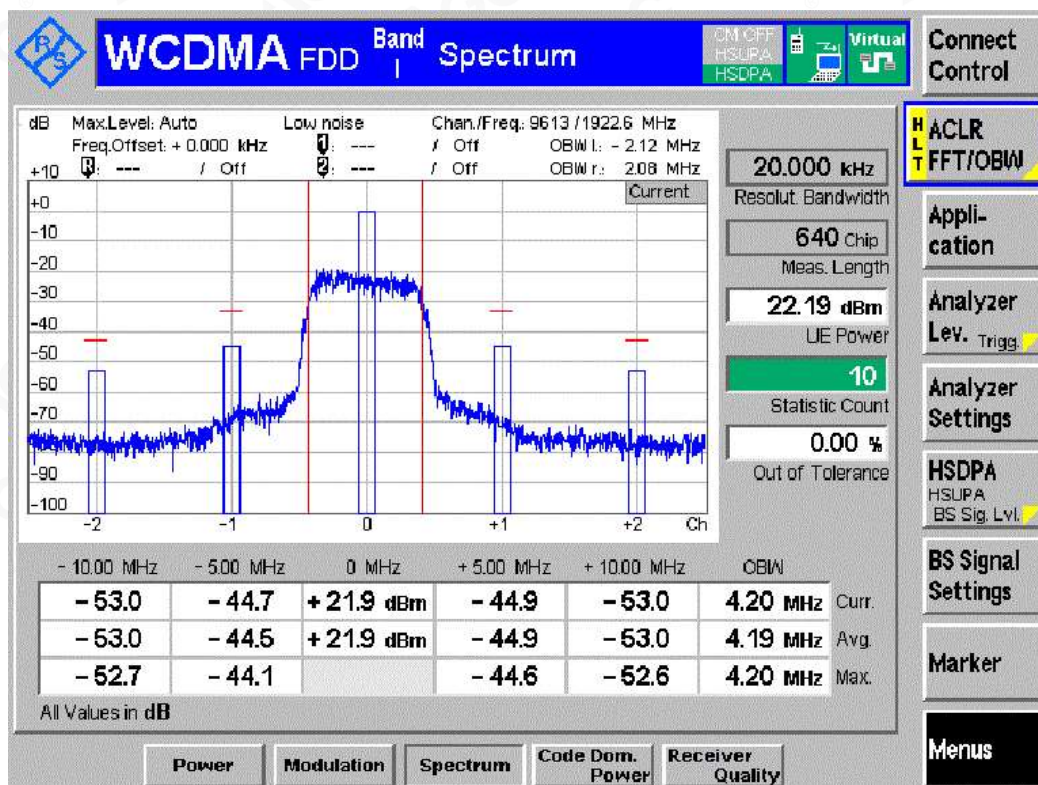 R&S
WCDMA FDD Band I Spectrum
CM OFF
HSUPA
HSDPA
Virtual
Connect Control
dB Max.Level: Auto Low noise Chan./Freq.: 9613 / 1922.6 MHz
Freq.Offset: + 0.000 kHz 1: --- / Off OBW l.: - 2.12 MHz
R: --- / Off 2: --- / Off OBW r.: 2.08 MHz
Current
+10
+0
-10
-20
-30
-40
-50
-60
-70
-90
-100
-2 -1 0 +1 +2 Ch
20.000 kHz
Resolut. Bandwidth
640 Chip
Meas. Length
22.19 dBm
UE Power
10
Statistic Count
0.00 %
Out of Tolerance
HLT
ACLR
FFT/OBW
Appli-
cation
Analyzer
Lev. Trigg.
Analyzer
Settings
HSDPA
HSUPA
BS Sig. Lvl.
BS Signal
Settings
Marker
Menus
- 10.00 MHz - 5.00 MHz 0 MHz + 5.00 MHz + 10.00 MHz OBW
- 53.0 - 44.7 + 21.9 dBm - 44.9 - 53.0 4.20 MHz Curr.
- 53.0 - 44.5 + 21.9 dBm - 44.9 - 53.0 4.19 MHz Avg.
- 52.7 - 44.1 - 44.6 - 52.6 4.20 MHz Max.
All Values in dB
Power
Modulation
Spectrum
Code Dom. Power
Receiver Quality